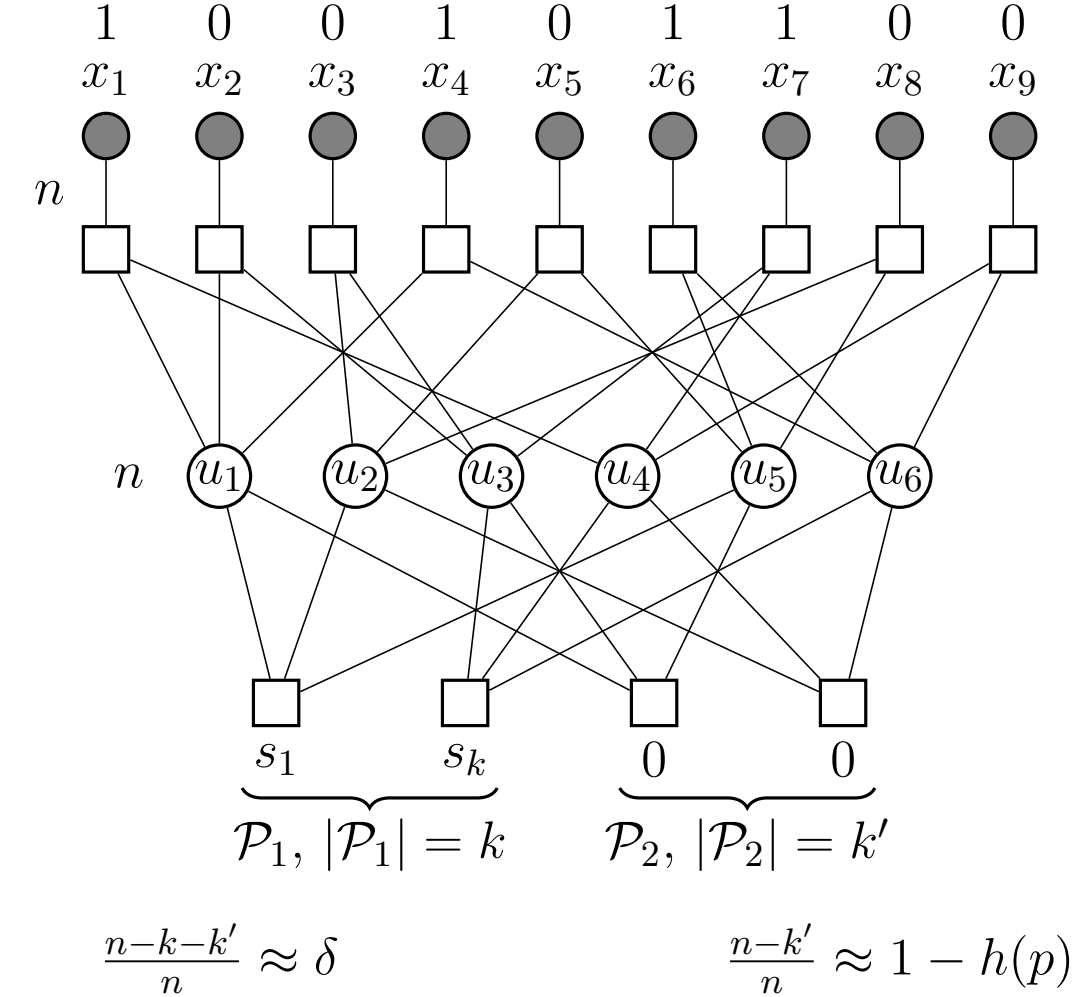 1 0 0 1 0 1 1 0 0
x₁ x₂ x₃ x₄ x₅ x₆ x₇ x₈ x₉
n
n u₁ u₂ u₃ u₄ u₅ u₆
s₁ sₖ 0 0
𝒫₁, |𝒫₁| = k 𝒫₂, |𝒫₂| = k′
(n−k−k′)/n ≈ δ (n−k′)/n ≈ 1 − h(p)